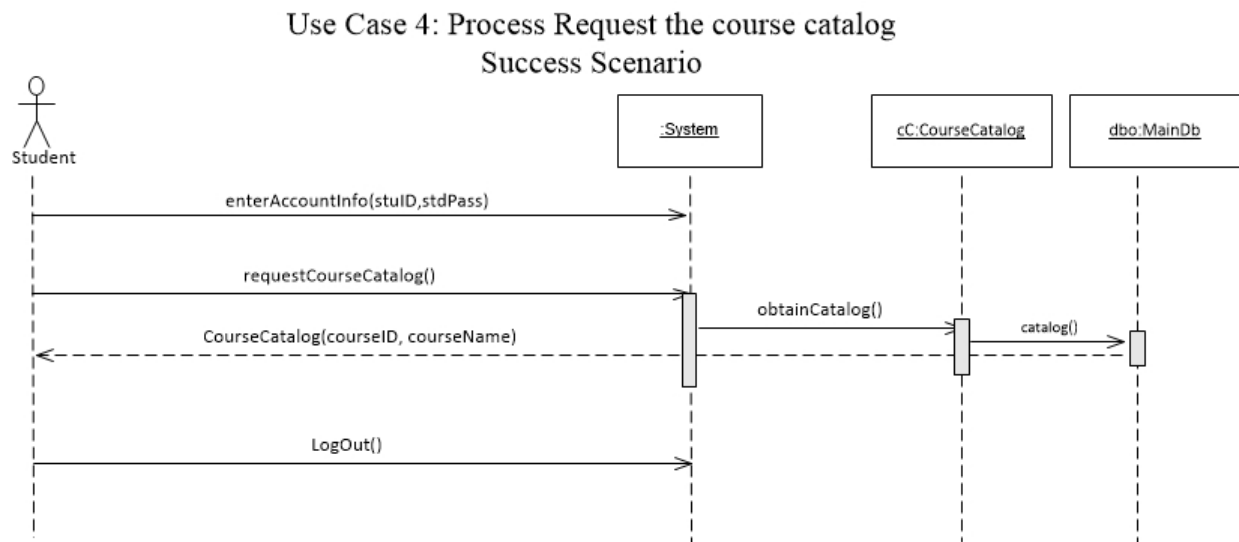 Use Case 4: Process Request the course catalog
Success Scenario
Student
:System
cC:CourseCatalog
dbo:MainDb
enterAccountInfo(stuID,stdPass)
requestCourseCatalog()
obtainCatalog()
catalog()
CourseCatalog(courseID, courseName)
LogOut()